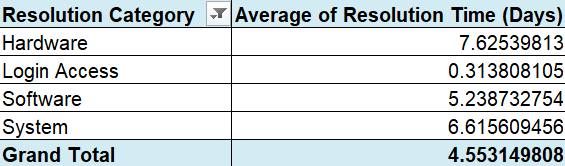 Resolution Category Average of Resolution Time (Days)
Hardware 7.62539813
Login Access 0.313808105
Software 5.238732754
System 6.615609456
Grand Total 4.553149808